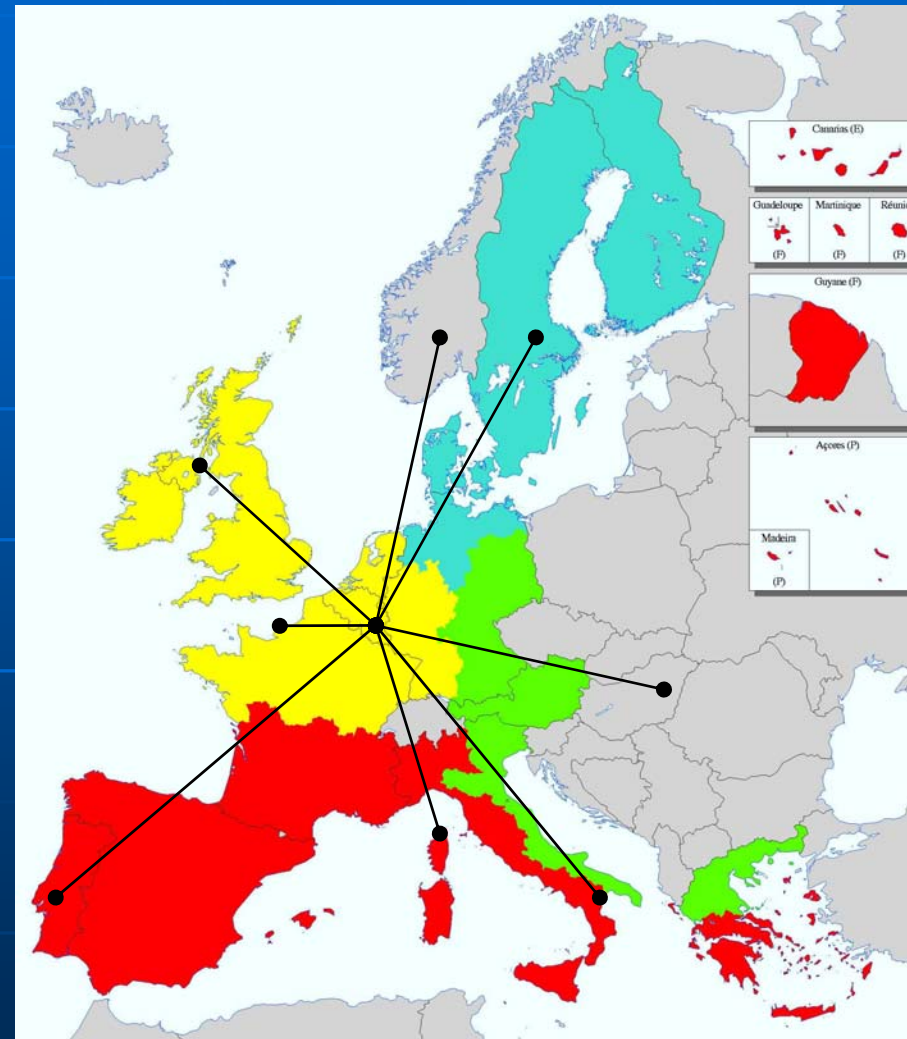 Canarias (E)
Guadeloupe Martinique Réunio
(F) (F) (F)
Guyane (F)
Açores (P)
Madeira
(P)